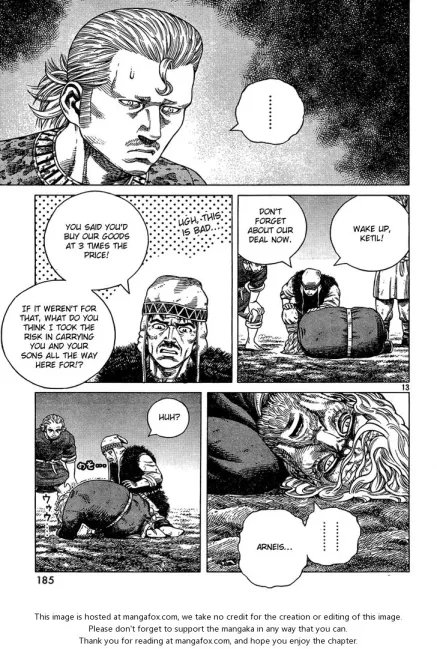 DON'T
FORGET
ABOUT OUR
DEAL NOW.
WAKE UP,
KETIL!
YOU SAID YOU'D
BUY OUR GOODS
AT 3 TIMES THE
PRICE!
UGH, THIS
IS BAD...
IF IT WEREN'T FOR
THAT, WHAT DO YOU
THINK I TOOK THE
RISK IN CARRYING
YOU AND YOUR
SONS ALL THE WAY
HERE FOR!?
13
ARNEIS...
HUH?
185
This image is hosted at mangafox.com, we take no credit for the creation or editing of this image.
Please don't forget to support the mangaka in any way that you can.
Thank you for reading at mangafox.com, and hope you enjoy the chapter.